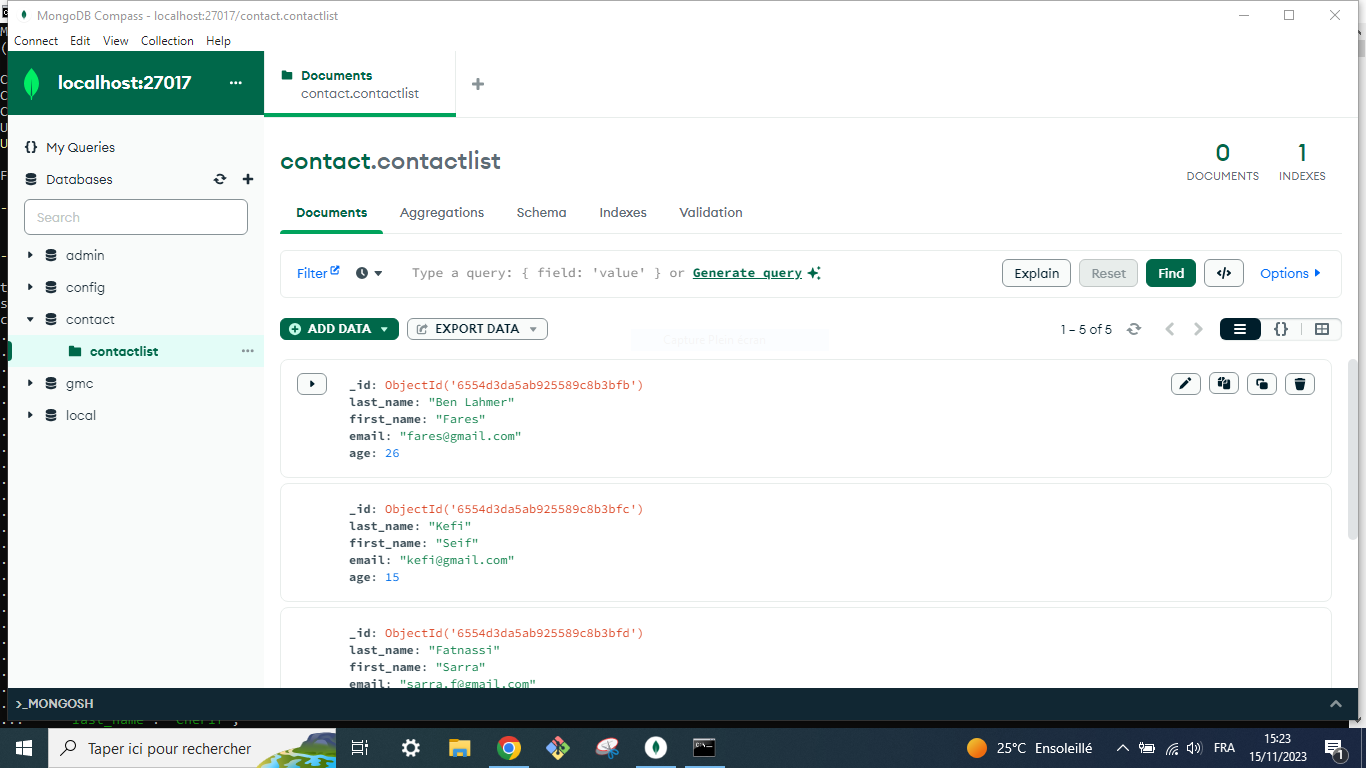 MongoDB Compass - localhost:27017/contact.contactlist
Connect Edit View Collection Help
localhost:27017
Documents
contact.contactlist
{} My Queries
Databases
Search
admin
config
contact
contactlist
gmc
local
contact.contactlist
0
DOCUMENTS
1
INDEXES
Documents Aggregations Schema Indexes Validation
Filter Type a query: { field: 'value' } or Generate query Explain Reset Find </> Options
ADD DATA EXPORT DATA 1 – 5 of 5 {}
Capture Plein écran
_id: ObjectId('6554d3da5ab925589c8b3bfb')
last_name: "Ben Lahmer"
first_name: "Fares"
email: "fares@gmail.com"
age: 26
_id: ObjectId('6554d3da5ab925589c8b3bfc')
last_name: "Kefi"
first_name: "Seif"
email: "kefi@gmail.com"
age: 15
_id: ObjectId('6554d3da5ab925589c8b3bfd')
last_name: "Fatnassi"
first_name: "Sarra"
email: "sarra.f@gmail.com"
>_MONGOSH
Taper ici pour rechercher
25°C Ensoleillé
FRA
15:23
15/11/2023
1